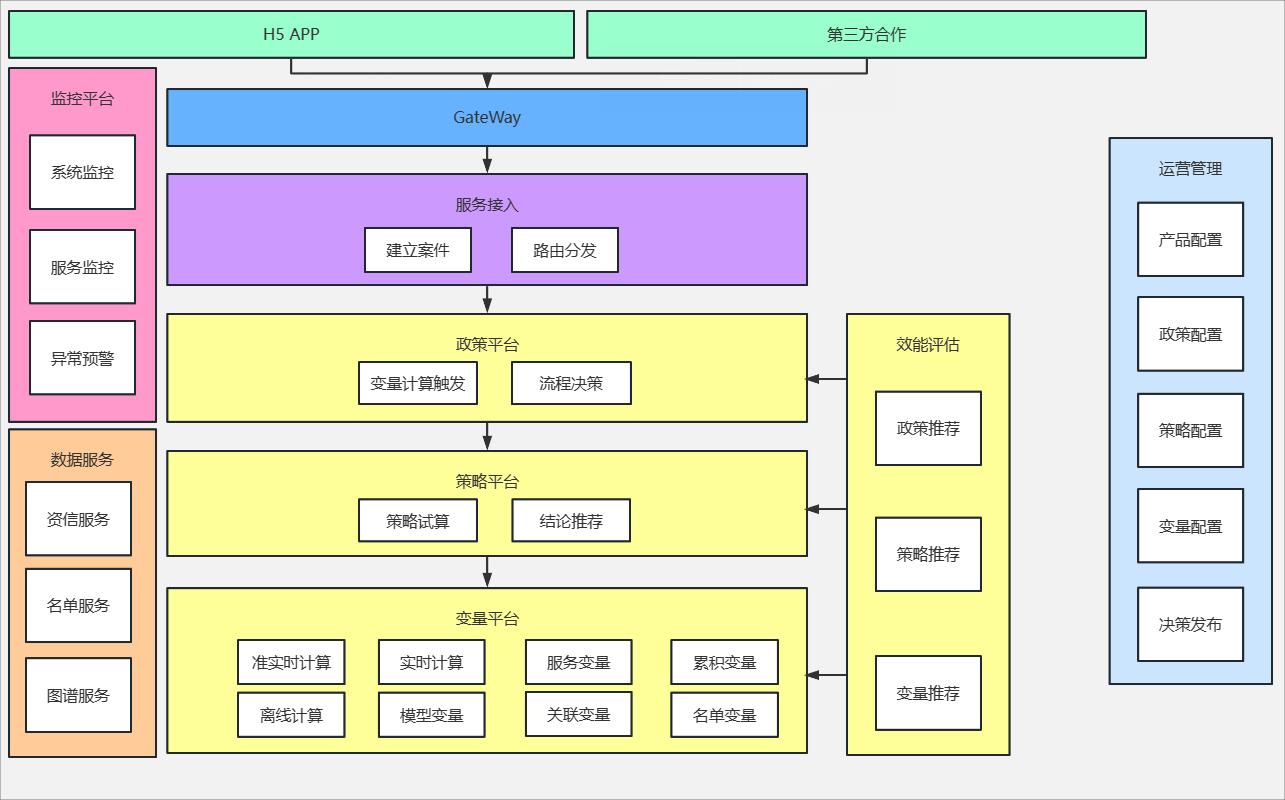 H5 APP
第三方合作
监控平台
系统监控
服务监控
异常预警
数据服务
资信服务
名单服务
图谱服务
GateWay
服务接入
建立案件
路由分发
政策平台
变量计算触发
流程决策
策略平台
策略试算
结论推荐
变量平台
准实时计算
实时计算
服务变量
累积变量
离线计算
模型变量
关联变量
名单变量
效能评估
政策推荐
策略推荐
变量推荐
运营管理
产品配置
政策配置
策略配置
变量配置
决策发布